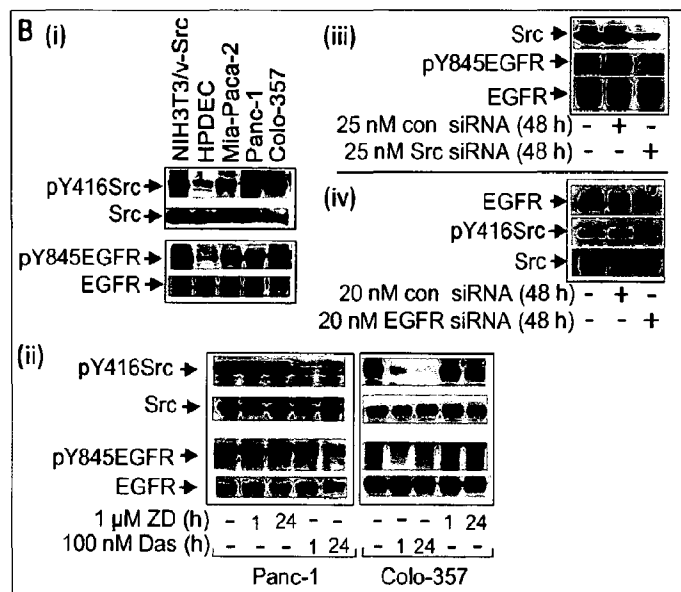 B (i)
NIH3T3/v-Src
HPDEC
Mia-Paca-2
Panc-1
Colo-357
pY416Src
Src
pY845EGFR
EGFR
(iii)
Src
pY845EGFR
EGFR
25 nM con siRNA (48 h) - + -
25 nM Src siRNA (48 h) - - +
(iv)
EGFR
pY416Src
Src
20 nM con siRNA (48 h) - + -
20 nM EGFR siRNA (48 h) - - +
(ii)
pY416Src
Src
pY845EGFR
EGFR
1 µM ZD (h) - 1 24 - - - - - 1 24
100 nM Das (h) - - - 1 24 - 1 24 - -
Panc-1 Colo-357